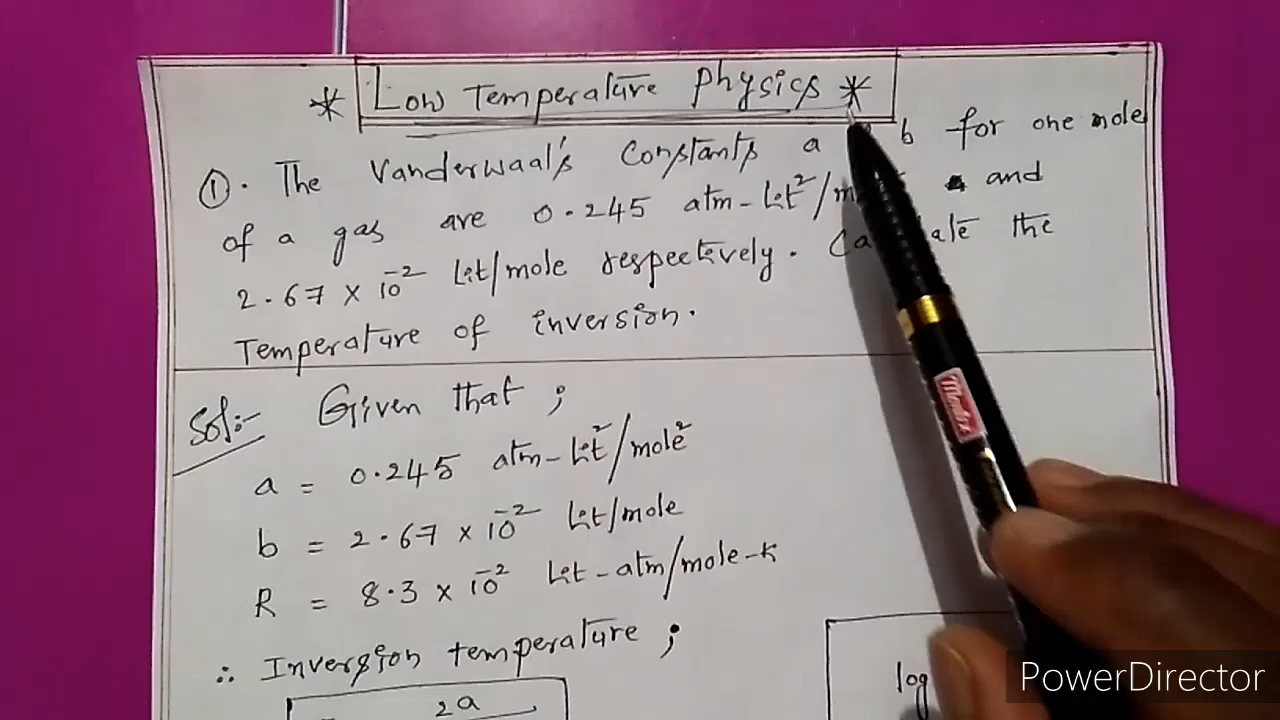 * Low Temperature Physics *
①. The Vanderwaal's Constants a b for one mole
of a gas are 0.245 atm-Lit²/m and
2.67 × 10⁻² Lit/mole respectively. the
Temperature of inversion.
Sol:- Given that ;
a = 0.245 atm-Lit²/mole²
b = 2.67 × 10⁻² Lit/mole
R = 8.3 × 10⁻² Lit-atm/mole-K
∴ Inversion temperature ;
2a
log
Montex
PowerDirector